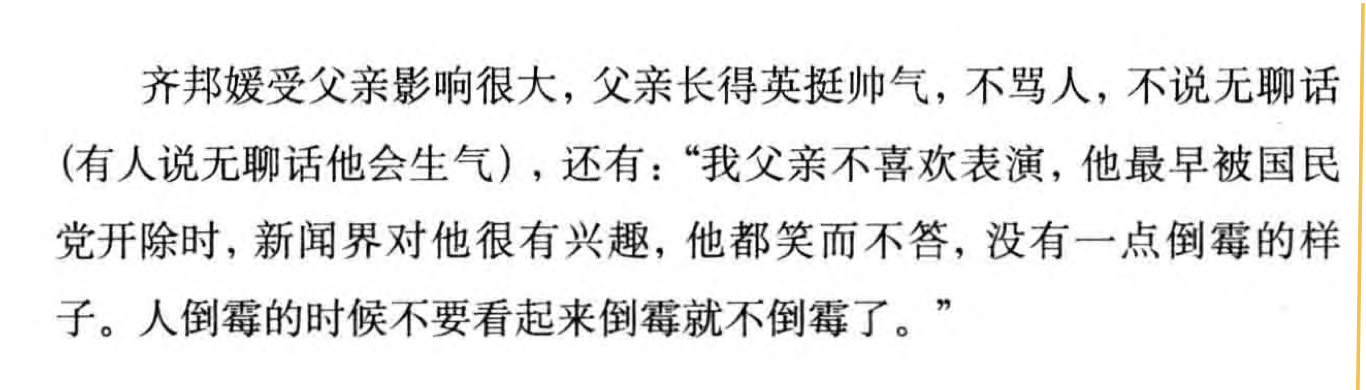 齐邦媛受父亲影响很大，父亲长得英挺帅气，不骂人，不说无聊话
(有人说无聊话他会生气)，还有：“我父亲不喜欢表演，他最早被国民
党开除时，新闻界对他很有兴趣，他都笑而不答，没有一点倒霉的样
子。人倒霉的时候不要看起来倒霉就不倒霉了。”